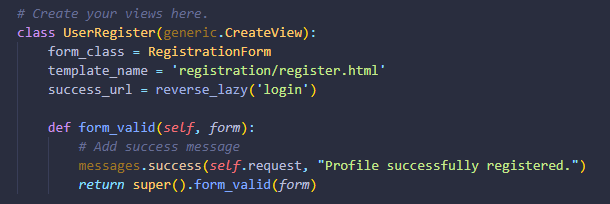 # Create your views here.
class UserRegister(generic.CreateView):
    form_class = RegistrationForm
    template_name = 'registration/register.html'
    success_url = reverse_lazy('login')

    def form_valid(self, form):
        # Add success message
        messages.success(self.request, "Profile successfully registered.")
        return super().form_valid(form)